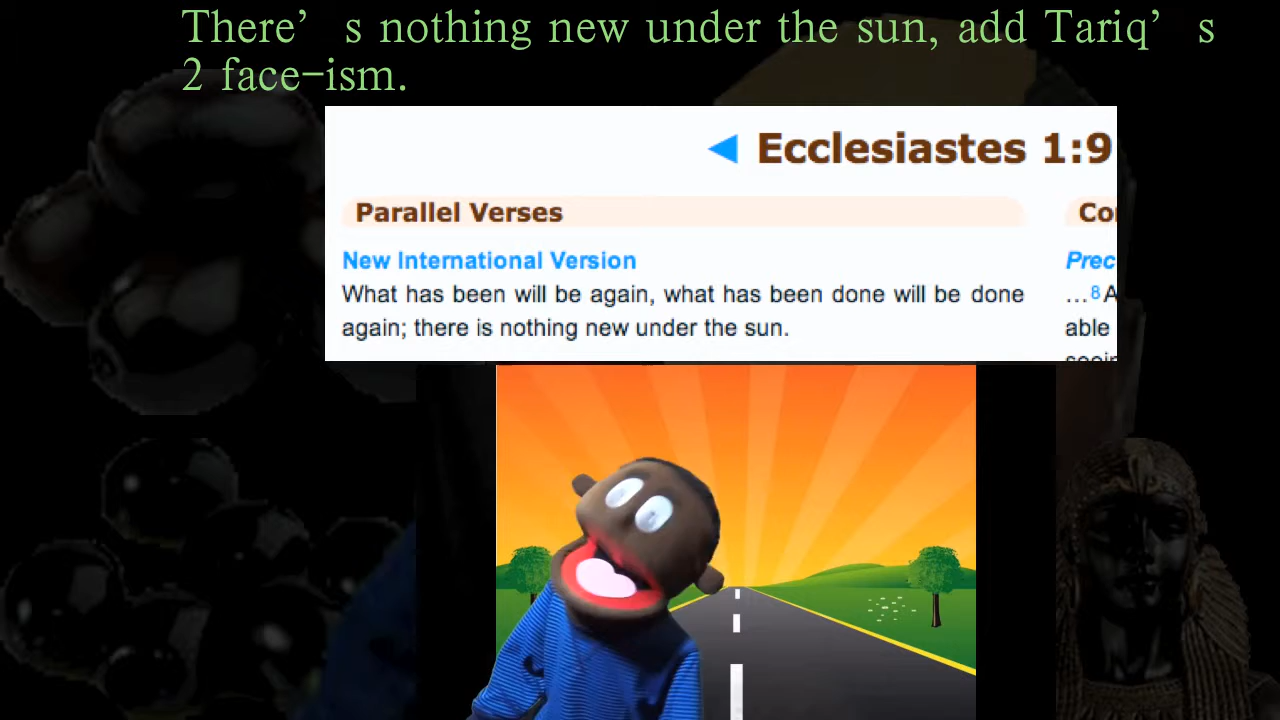 There’s nothing new under the sun, add Tariq’s
2 face-ism.
Ecclesiastes 1:9
Parallel Verses
New International Version
What has been will be again, what has been done will be done
again; there is nothing new under the sun.
Prec
...8A
able